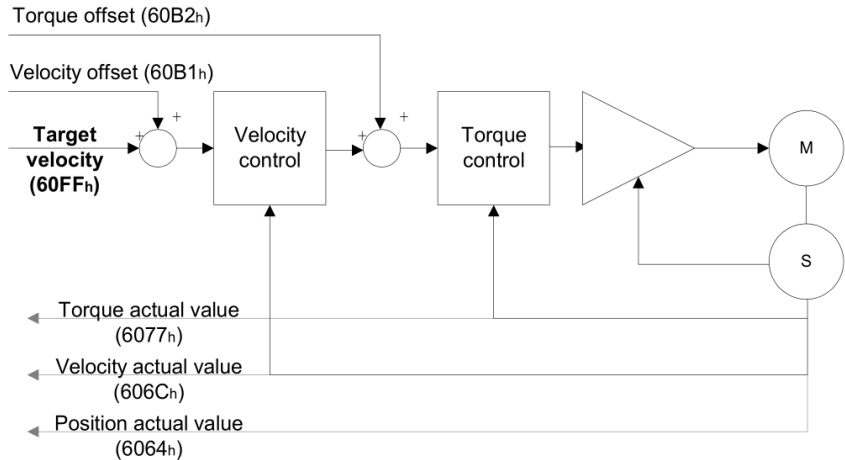 Torque offset (60B2h)
Velocity offset (60B1h)
+
+
+
+
Target
velocity
(60FFh)
Velocity
control
Torque
control
M
S
Torque actual value
(6077h)
Velocity actual value
(606Ch)
Position actual value
(6064h)